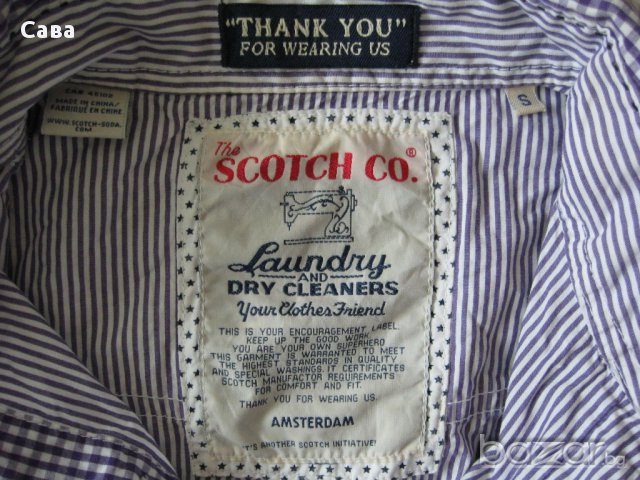 Сава
"THANK YOU"
FOR WEARING US
MADE IN CHINA/
FABRIQUÉ EN CHINE
WWW.SCOTCH-SODA.
COM
S
The
SCOTCH CO.®
Laundry
AND
DRY CLEANERS
Your Clothes Friend
THIS IS YOUR ENCOURAGEMENT LABEL.
KEEP UP THE GOOD WORK
YOU ARE YOUR OWN SUPERHERO
THIS GARMENT IS WARRANTED TO MEET
THE HIGHEST STANDARDS IN QUALITY
AND SPECIAL WASHINGS. IT CERTIFICATES
SCOTCH MANUFACTOR REQUIREMENTS
FOR COMFORT AND FIT.
THANK YOU FOR WEARING US.
AMSTERDAM
IT'S ANOTHER SCOTCH INITIATIVE!
bazar.bg